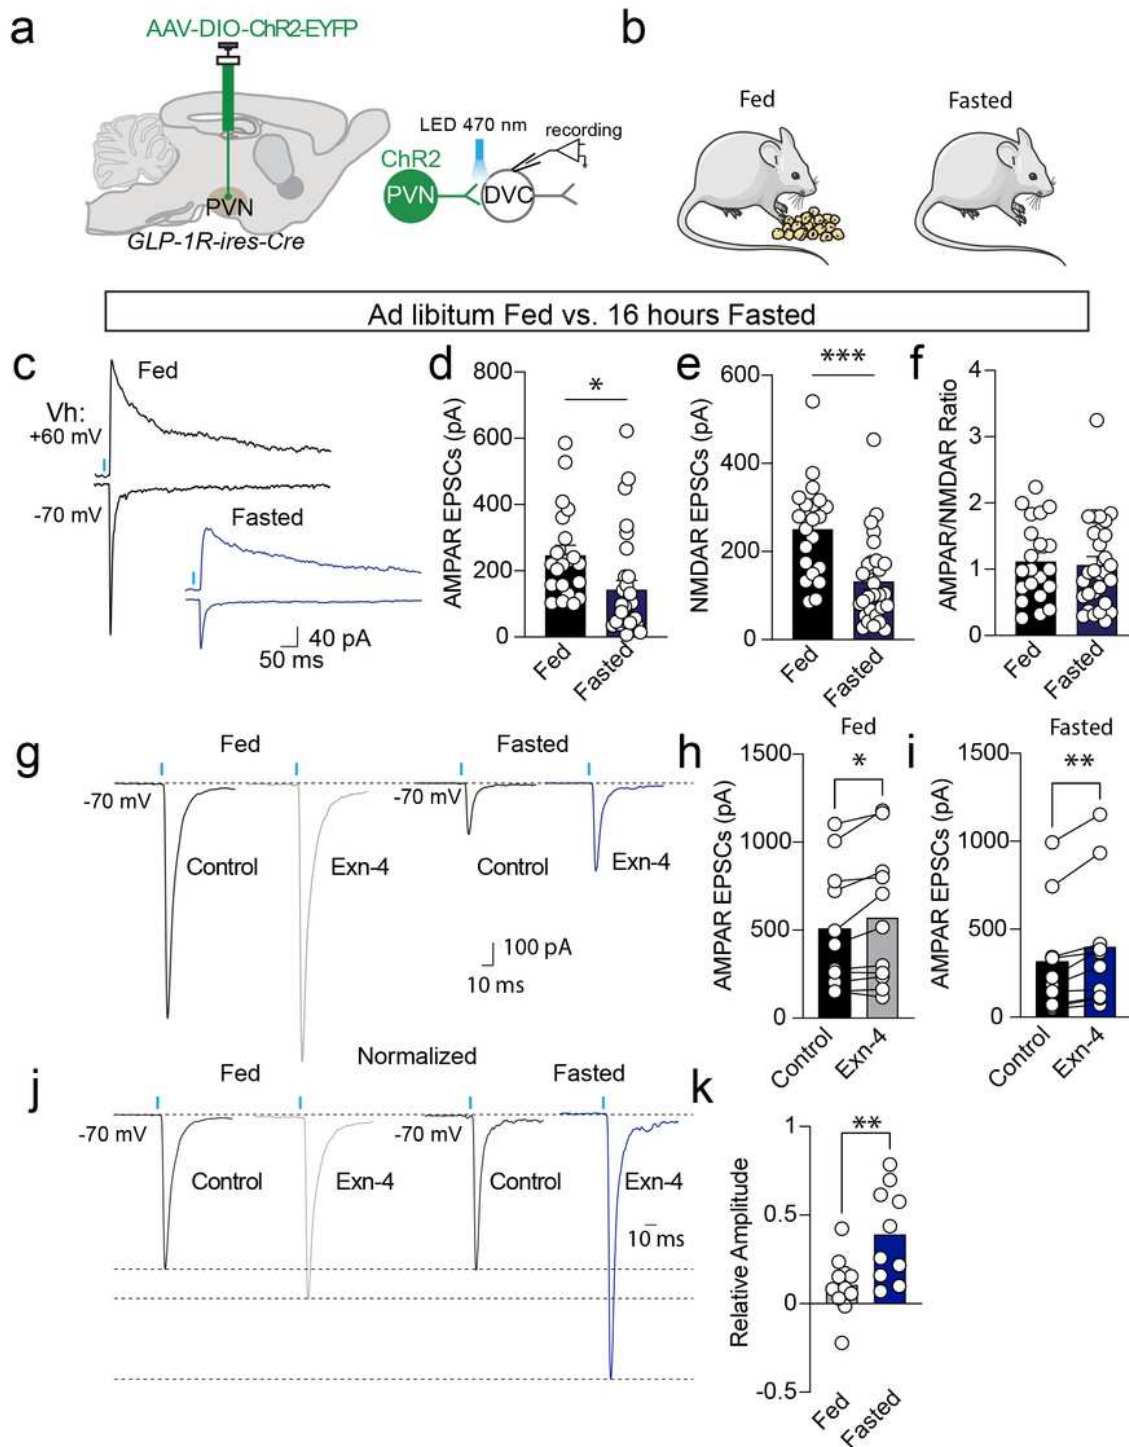 a
AAV-DIO-ChR2-EYFP
PVN
GLP-1R-ires-Cre
LED 470 nm
recording
ChR2
PVN
DVC
b
Fed
Fasted
Ad libitum Fed vs. 16 hours Fasted
c
Fed
Vh:
+60 mV
-70 mV
Fasted
40 pA
50 ms
d
AMPAR EPSCs (pA)
800
600
400
200
0
*
Fed
Fasted
e
NMDAR EPSCs (pA)
600
400
200
0
***
Fed
Fasted
f
AMPAR/NMDAR Ratio
4
3
2
1
0
Fed
Fasted
g
Fed
Fasted
-70 mV
-70 mV
Control
Exn-4
Control
Exn-4
100 pA
10 ms
h
Fed
*
AMPAR EPSCs (pA)
1500
1000
500
0
Control
Exn-4
i
Fasted
**
AMPAR EPSCs (pA)
1500
1000
500
0
Control
Exn-4
Normalized
j
Fed
Fasted
-70 mV
-70 mV
Control
Exn-4
Control
Exn-4
10 ms
k
**
Relative Amplitude
1
0.5
0
-0.5
Fed
Fasted